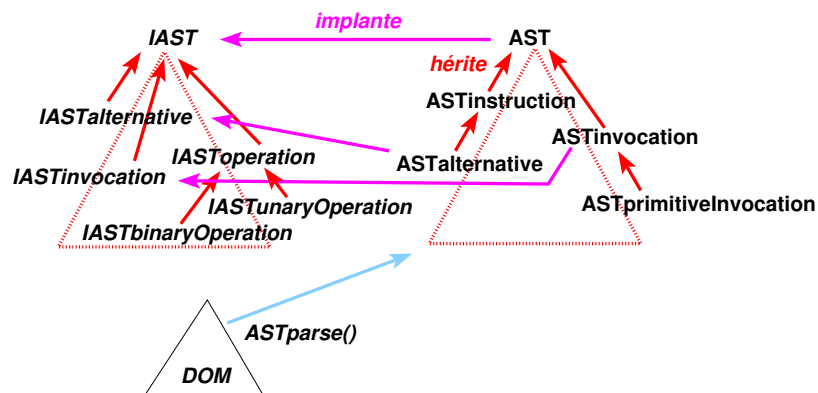 implante
IAST
AST
hérite
ASTinstruction
IASTalternative
ASTinvocation
IASToperation
ASTalternative
IASTinvocation
ASTprimitiveInvocation
IASTunaryOperation
IASTbinaryOperation
ASTparse()
DOM